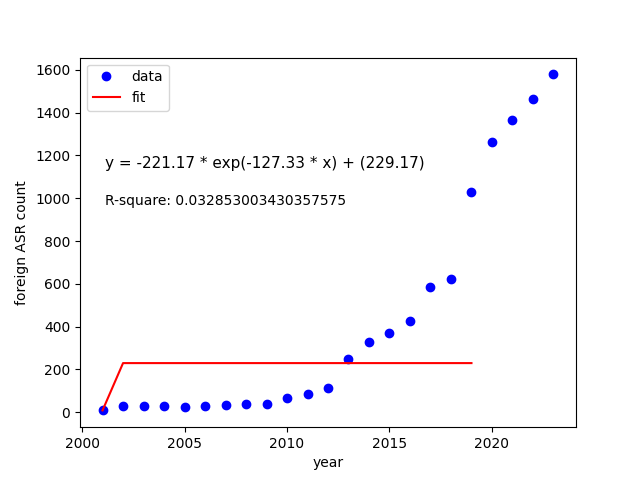 data
fit
y = -221.17 * exp(-127.33 * x) + (229.17)
R-square: 0.032853003430357575
foreign ASR count
1600
1400
1200
1000
800
600
400
200
0
2000 2005 2010 2015 2020
year